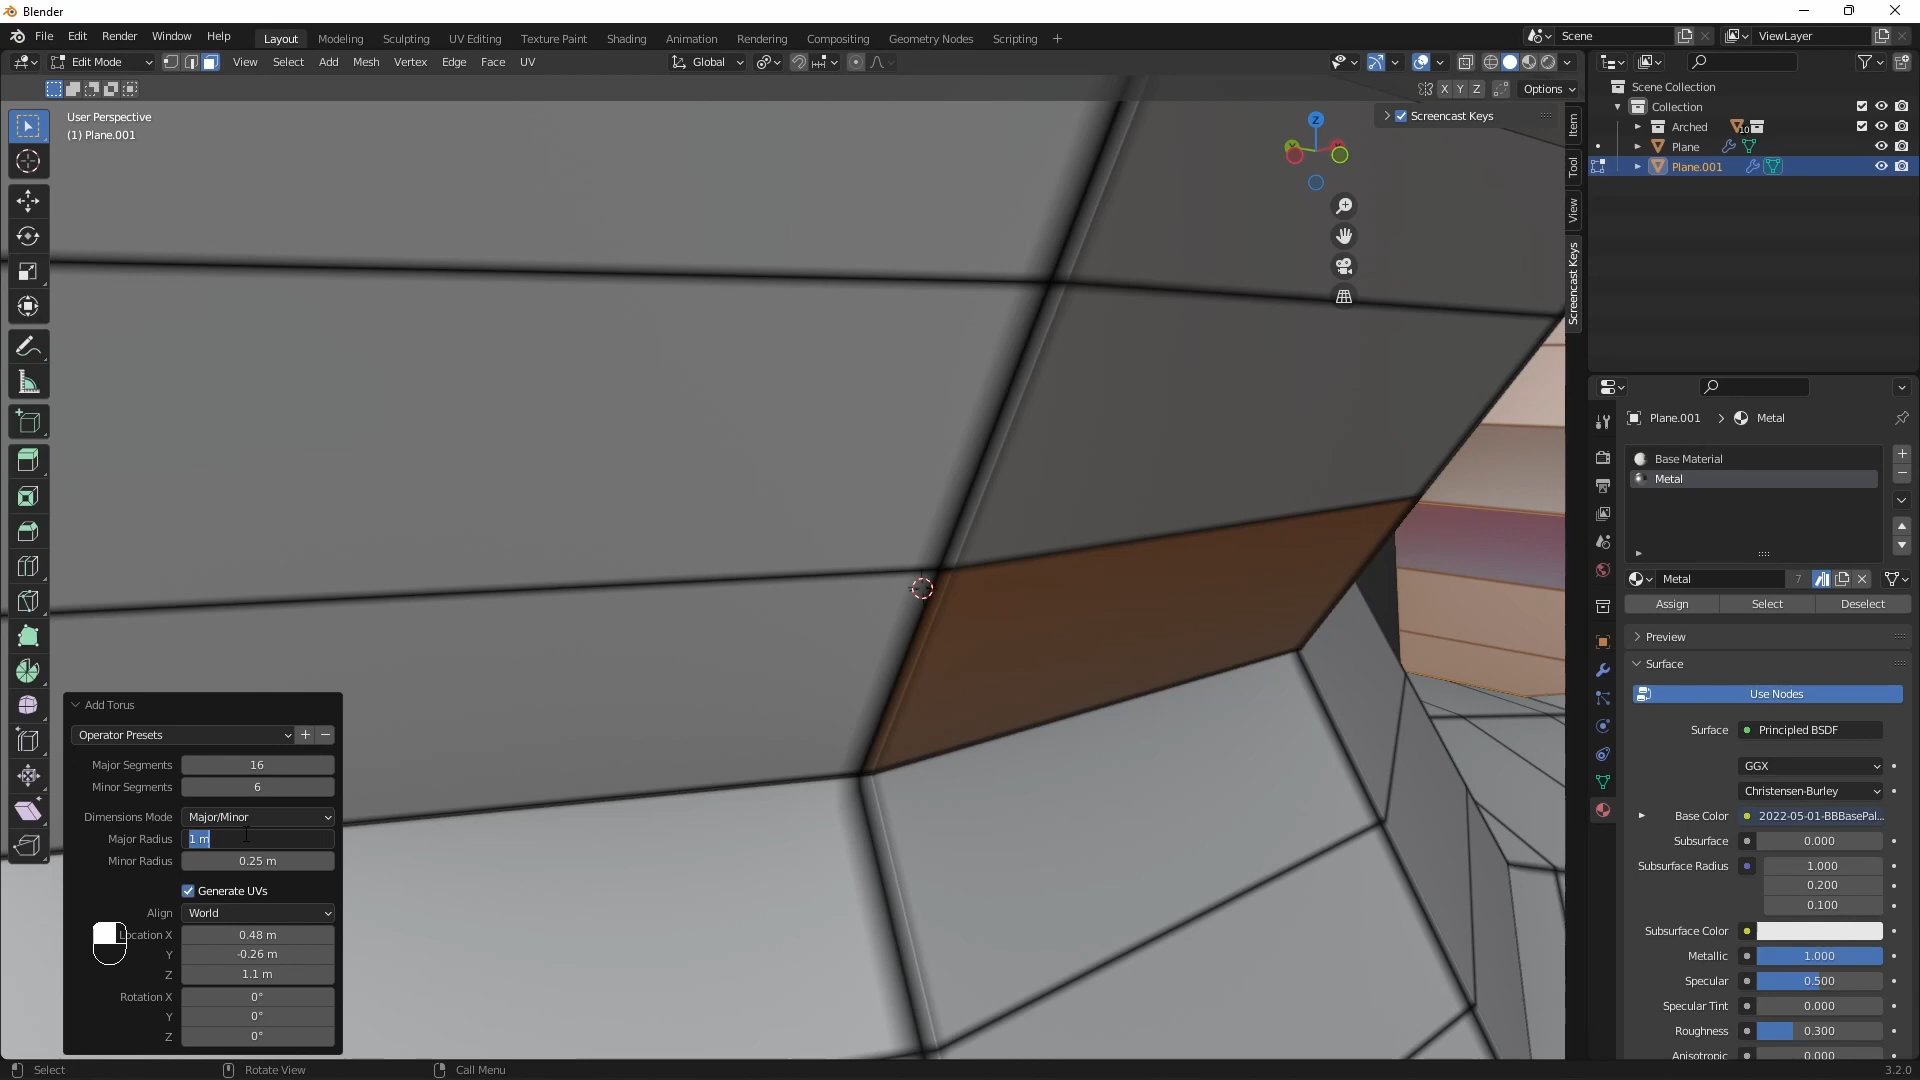 Blender
File Edit Render Window Help Layout Modeling Sculpting UV Editing Texture Paint Shading Animation Rendering Compositing Geometry Nodes Scripting + Scene ViewLayer
Edit Mode View Select Add Mesh Vertex Edge Face UV Global
X Y Z Options
User Perspective
(1) Plane.001
Screencast Keys
Z
Item
Tool
View
Screencast Keys
Scene Collection
Collection
Arched 10
Plane
Plane.001
Plane.001 > Metal
Base Material
Metal
Metal 7
Assign Select Deselect
Preview
Surface
Use Nodes
Surface Principled BSDF
GGX
Christensen-Burley
Base Color 2022-05-01-BBBasePal...
Subsurface 0.000
Subsurface Radius 1.000
0.200
0.100
Subsurface Color
Metallic 1.000
Specular 0.500
Specular Tint 0.000
Roughness 0.300
Anisotropic 0.000
Add Torus
Operator Presets
Major Segments 16
Minor Segments 6
Dimensions Mode Major/Minor
Major Radius 1 m
Minor Radius 0.25 m
Generate UVs
Align World
Location X 0.48 m
Y -0.26 m
Z 1.1 m
Rotation X 0°
Y 0°
Z 0°
Select Rotate View Call Menu 3.2.0